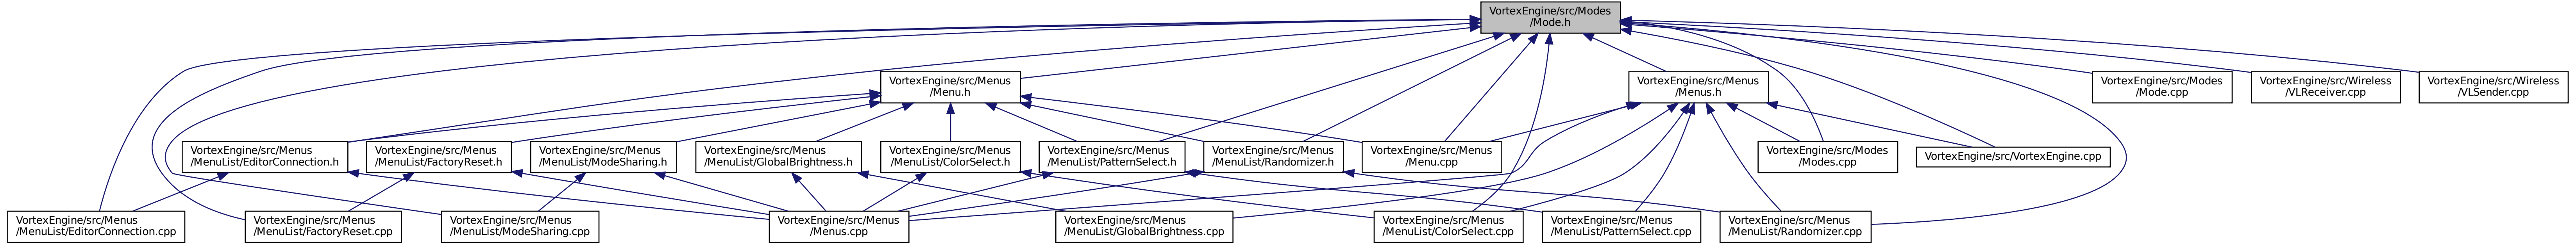 VortexEngine/src/Modes
/Mode.h
VortexEngine/src/Menus
/Menu.h
VortexEngine/src/Menus
/Menus.h
VortexEngine/src/Modes
/Mode.cpp
VortexEngine/src/Wireless
/VLReceiver.cpp
VortexEngine/src/Wireless
/VLSender.cpp
VortexEngine/src/Menus
/MenuList/EditorConnection.h
VortexEngine/src/Menus
/MenuList/FactoryReset.h
VortexEngine/src/Menus
/MenuList/ModeSharing.h
VortexEngine/src/Menus
/MenuList/GlobalBrightness.h
VortexEngine/src/Menus
/MenuList/ColorSelect.h
VortexEngine/src/Menus
/MenuList/PatternSelect.h
VortexEngine/src/Menus
/MenuList/Randomizer.h
VortexEngine/src/Menus
/Menu.cpp
VortexEngine/src/Modes
/Modes.cpp
VortexEngine/src/VortexEngine.cpp
VortexEngine/src/Menus
/MenuList/EditorConnection.cpp
VortexEngine/src/Menus
/MenuList/FactoryReset.cpp
VortexEngine/src/Menus
/MenuList/ModeSharing.cpp
VortexEngine/src/Menus
/Menus.cpp
VortexEngine/src/Menus
/MenuList/GlobalBrightness.cpp
VortexEngine/src/Menus
/MenuList/ColorSelect.cpp
VortexEngine/src/Menus
/MenuList/PatternSelect.cpp
VortexEngine/src/Menus
/MenuList/Randomizer.cpp